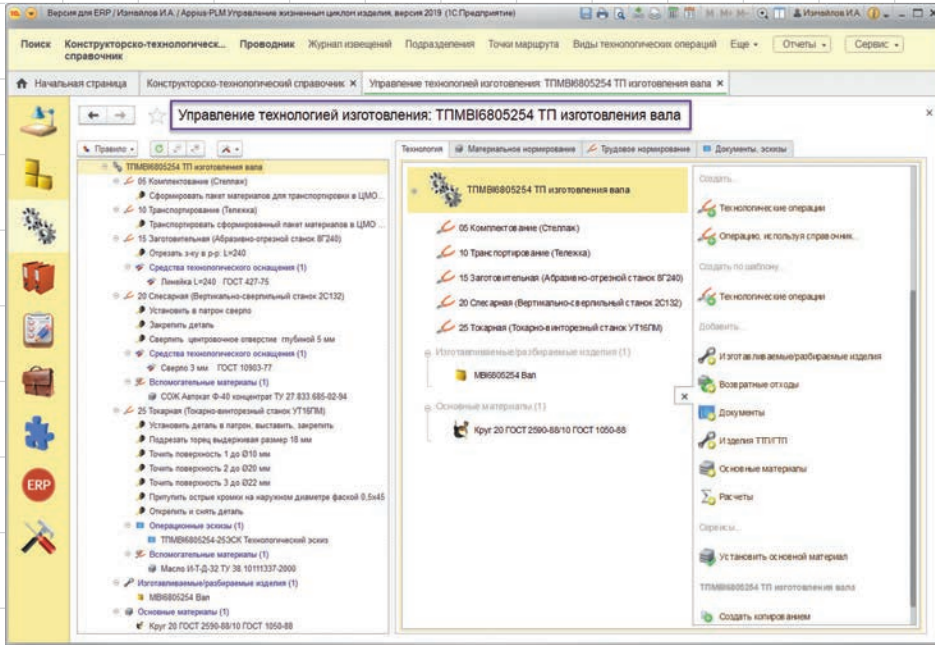 Версия для ERP / Измайлов И.А. / Appius-PLM Управление жизненным циклом изделия, версия 2019 (1С:Предприятие)
M M+ M-
Измайлов И.А.
Поиск Конструкторско-технологическ... Проводник Журнал извещений Подразделения Точки маршрута Виды технологических операций Еще Отчеты Сервис
справочник
Начальная страница Конструкторско-технологический справочник × Управление технологией изготовления: ТПМВI6805254 ТП изготовления вала ×
Управление технологией изготовления: ТПМВI6805254 ТП изготовления вала
Правило
ТПМВI6805254 ТП изготовления вала
05 Комплектование (Стеллаж)
Сформировать пакет материалов для транспортировки в ЦМО...
10 Транспортирование (Тележка)
Транспортировать сформированный пакет материалов в ЦМО ...
15 Заготовительная (Абразивно-отрезной станок 8Г240)
Отрезать з-ку в р-р: L=240
Средства технологического оснащения (1)
Линейка L=240 ГОСТ 427-75
20 Слесарная (Вертикально-сверлильный станок 2С132)
Установить в патрон сверло
Закрепить деталь
Сверлить центровочное отверстие глубиной 5 мм
Средства технологического оснащения (1)
Сверло 3 мм ГОСТ 10903-77
Вспомогательные материалы (1)
СОЖ Автокат Ф-40 концентрат ТУ 27.833.685-02-94
25 Токарная (Токарно-винторезный станок УТ16ПМ)
Установить деталь в патрон, выставить, закрепить
Подрезать торец выдерживая размер 18 мм
Точить поверхность 1 до Ø10 мм
Точить поверхность 2 до Ø20 мм
Точить поверхность 3 до Ø22 мм
Притупить острые кромки на наружном диаметре фаской 0,5х45
Открепить и снять деталь
Операционные эскизы (1)
ТПМВI6805254-25ЭСК Технологический эскиз
Вспомогательные материалы (1)
Масло И-Т-Д-32 ТУ 38.10111337-2000
Изготавливаемые/разбираемые изделия (1)
МВI6805254 Вал
Основные материалы (1)
Круг 20 ГОСТ 2590-88/10 ГОСТ 1050-88
Технология Материальное нормирование Трудовое нормирование Документы, эскизы
ТПМВI6805254 ТП изготовления вала
05 Комплектование (Стеллаж)
10 Транспортирование (Тележка)
15 Заготовительная (Абразивно-отрезной станок 8Г240)
20 Слесарная (Вертикально-сверлильный станок 2С132)
25 Токарная (Токарно-винторезный станок УТ16ПМ)
Изготавливаемые/разбираемые изделия (1)
МВI6805254 Вал
Основные материалы (1)
Круг 20 ГОСТ 2590-88/10 ГОСТ 1050-88
Создать...
Технологические операции
Операцию, используя справочник...
Создать по шаблону...
Технологические операции
Добавить...
Изготавливаемые/разбираемые изделия
Возвратные отходы
Документы
Изделия ТТП/ГТП
Основные материалы
Расчеты
Сервисы...
Установить основной материал
ТПМВI6805254 ТП изготовления вала
Создать копированием
ERP